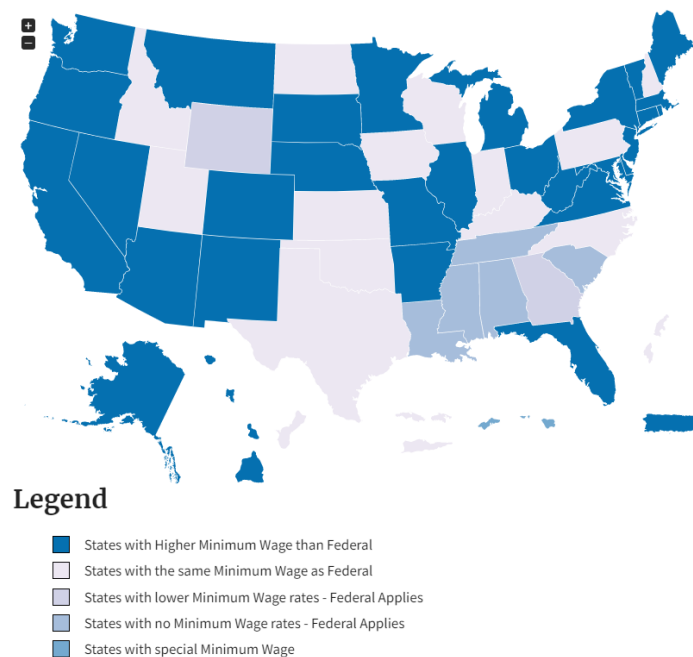 +
−
Legend
States with Higher Minimum Wage than Federal
States with the same Minimum Wage as Federal
States with lower Minimum Wage rates - Federal Applies
States with no Minimum Wage rates - Federal Applies
States with special Minimum Wage